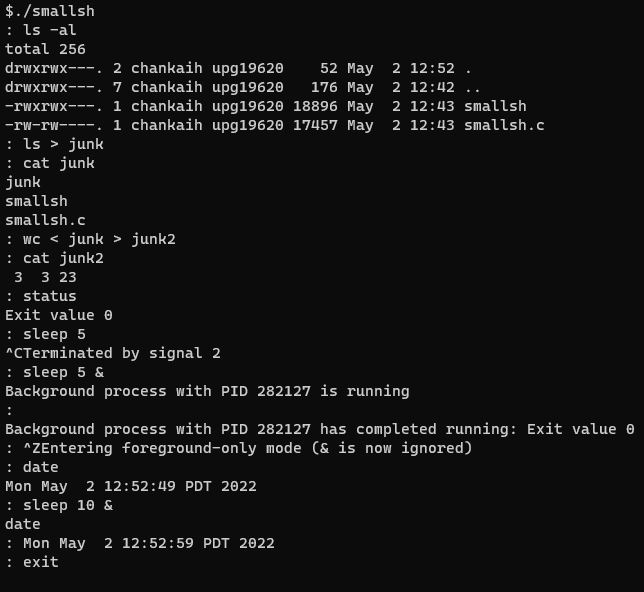 $./smallsh
: ls -al
total 256
drwxrwx---. 2 chankaih upg19620    52 May  2 12:52 .
drwxrwx---. 7 chankaih upg19620   176 May  2 12:42 ..
-rwxrwx---. 1 chankaih upg19620 18896 May  2 12:43 smallsh
-rw-rw----. 1 chankaih upg19620 17457 May  2 12:43 smallsh.c
: ls > junk
: cat junk
junk
smallsh
smallsh.c
: wc < junk > junk2
: cat junk2
 3  3 23
: status
Exit value 0
: sleep 5
^CTerminated by signal 2
: sleep 5 &
Background process with PID 282127 is running
:
Background process with PID 282127 has completed running: Exit value 0
: ^ZEntering foreground-only mode (& is now ignored)
: date
Mon May  2 12:52:49 PDT 2022
: sleep 10 &
date
: Mon May  2 12:52:59 PDT 2022
: exit